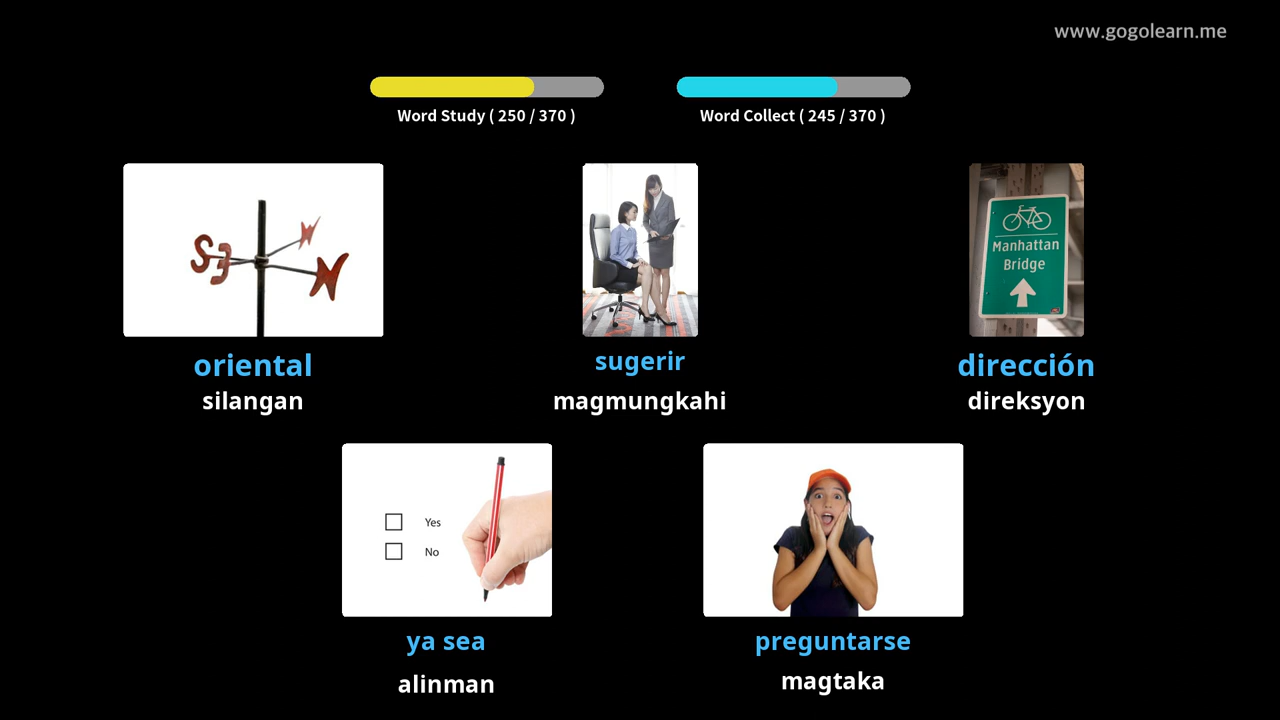 www.gogolearn.me
Word Study ( 250 / 370 )
Word Collect ( 245 / 370 )
S
E
N
W
Manhattan
Bridge
oriental
silangan
sugerir
magmungkahi
dirección
direksyon
Yes
No
ya sea
alinman
preguntarse
magtaka